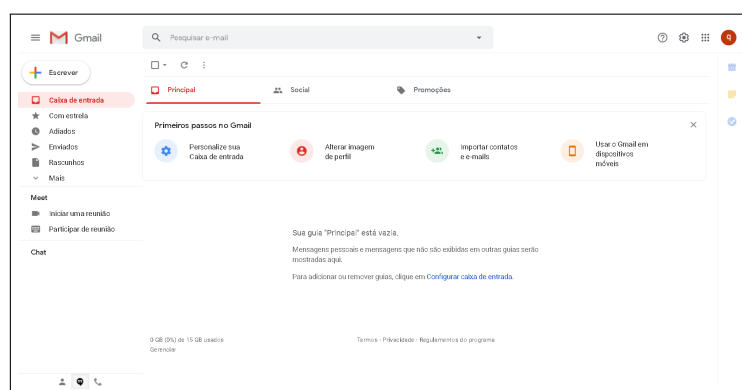 Gmail
Pesquisar e-mail
q
Escrever
Caixa de entrada
Com estrela
Adiados
Enviados
Rascunhos
Mais
Meet
Iniciar uma reunião
Participar de reunião
Chat
Principal
Social
Promoções
Primeiros passos no Gmail
Personalize sua
Caixa de entrada
Alterar imagem
de perfil
Importar contatos
e e-mails
Usar o Gmail em
dispositivos
móveis
Sua guia "Principal" está vazia.
Mensagens pessoais e mensagens que não são exibidas em outras guias serão
mostradas aqui.
Para adicionar ou remover guias, clique em Configurar caixa de entrada.
0 GB (0%) de 15 GB usados
Gerenciar
Termos - Privacidade - Regulamentos do programa